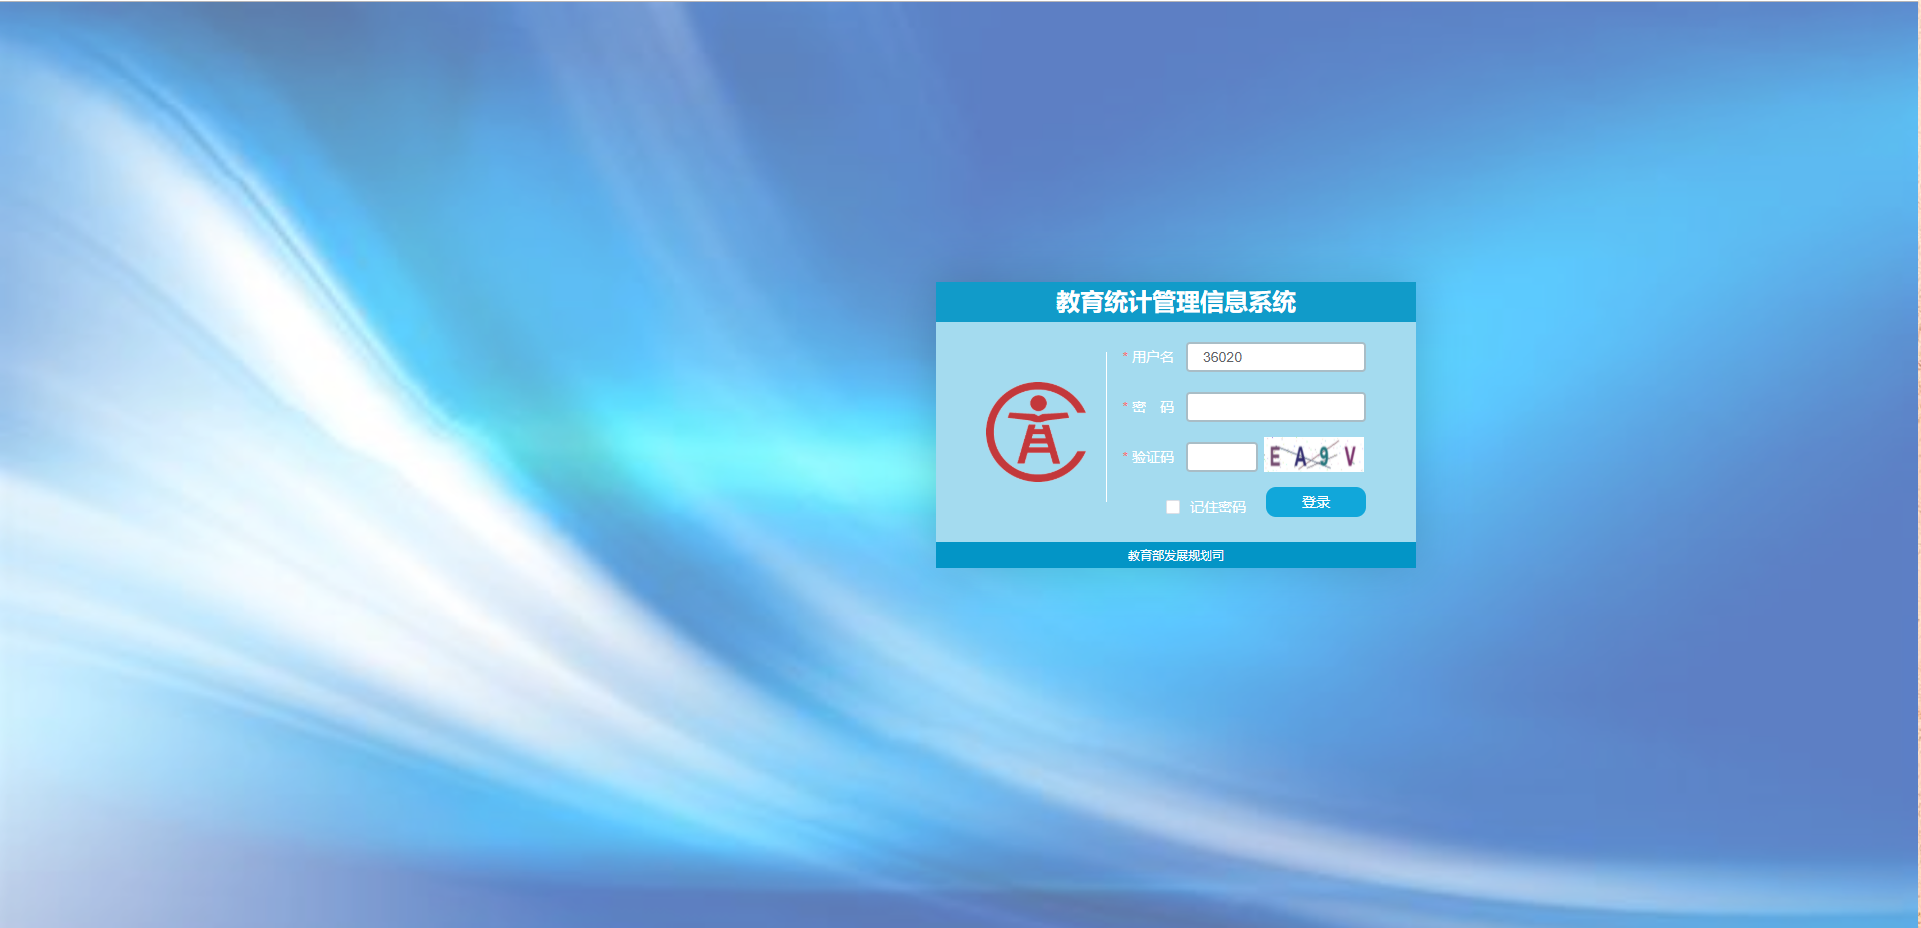 教育统计管理信息系统
* 用户名 36020
* 密 码
* 验证码 EA9V
记住密码 登录
教育部发展规划司